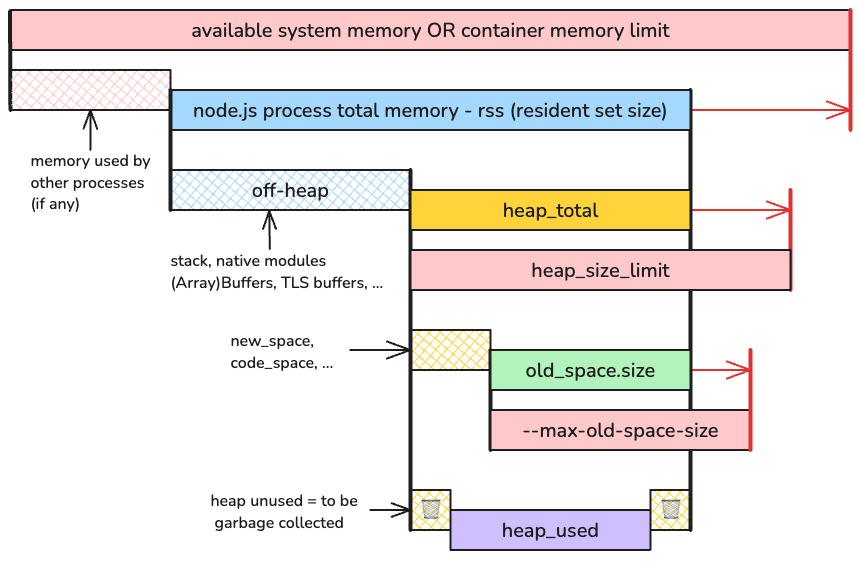 available system memory OR container memory limit
node.js process total memory - rss (resident set size)
memory used by
other processes
(if any)
off-heap
heap_total
stack, native modules
(Array)Buffers, TLS buffers, ...
heap_size_limit
new_space,
code_space, ...
old_space.size
--max-old-space-size
heap unused = to be
garbage collected
heap_used